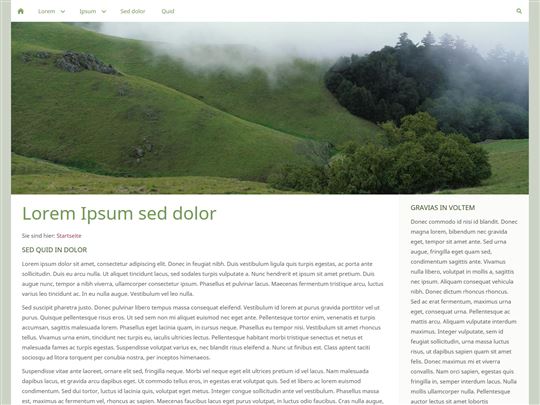 Lorem Ipsum Sed dolor Quid
Lorem Ipsum sed dolor
Sie sind hier: Startseite
SED QUID IN DOLOR
Lorem ipsum dolor sit amet, consectetur adipiscing elit. Donec in feugiat nibh. Duis vestibulum ligula quis turpis egestas, ac porta ante
sollicitudin. Duis eu arcu nulla. Ut aliquet tincidunt lacus, sed sodales turpis vulputate a. Nunc hendrerit et ipsum sit amet pretium. Duis
augue nunc, tempor a nibh viverra, ullamcorper consectetur ipsum. Phasellus et pulvinar lacus. Maecenas fermentum tristique arcu, luctus
varius leo tincidunt ac. In eu nulla augue. Vestibulum vel leo nulla.
Sed suscipit pharetra justo. Donec pulvinar libero tempus massa consequat eleifend. Vestibulum id lorem at purus gravida porttitor vel ut
purus. Quisque pellentesque risus eros. Ut sed sem non mi aliquat euismod nec eget ante. Pellentesque tortor enim in venenatis et turpis
accumsan, sagittis malesuada lorem. Phasellus eget lacinia quam, in cursus neque. Phasellus eu tempor nisi. Vestibulum sit amet rhoncus
tellus. Vivamus urna enim, tincidunt nec turpis eu, iaculis ultricies lectus. Pellentesque habitant morbi tristique senectus et netus et
malesuada fames ac turpis egestas. Suspendisse volutpat varius ex, nec blandit risus eleifend a. Nunc ut finibus est. Class aptent taciti
sociosqu ad litora torquent per conubia nostra, per inceptos himenaeos.
Suspendisse vitae ante laoreet, ornare elit sed, fringilla neque. Morbi vel neque eget elit ultricies pretium id vel lacus. Nam malesuada
dapibus lacus, et gravida arcu dapibus eget. Ut commodo tellus eros, in egestas erat volutpat quis. Sed et libero ac lorem euismod
condimentum. Sed dui tortor, luctus id lacinia quis, volutpat eget metus. Integer congue sollicitudin ante vel vestibulum. Phasellus massa
est, maximus ac fermentum vel, rhoncus ac sapien. Maecenas faucibus lacus eget purus volutpat, in luctus odio faucibus. Cras nulla augue,
GRAVIAS IN VOLTEM
Donec commodo id nisi id blandit. Donec
magna lorem, bibendum nec gravida
eget, tempor sit amet ante. Sed urna
augue, fringilla eget quam sed,
condimentum sagittis ante. Vivamus
nulla libero, volutpat in mollis a, sagittis
nec ipsum. Aliquam consequat vehicula
nibh. Donec dictum rhoncus rhoncus.
Sed ac erat fermentum, maximus urna
eget, consequat urna. Pellentesque ac
mattis arcu. Aliquam vulputate interdum
maximus. Integer vulputate, sem id
feugiat sollicitudin, urna massa luctus
risus, ut dapibus sapien quam sit amet
felis. Donec maximus mi et viverra
convallis. Nam orci sapien, egestas quis
fringilla in, semper interdum lacus. Nulla
mollis ullamcorper nulla. Vestibulum nec
sapien auctor, posuere
auctor lectus sit amet lobortis